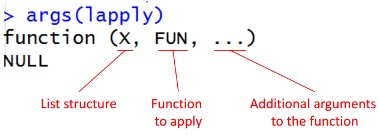 > args(lapply)
function (X, FUN, ...)
NULL
List structure
Function
to apply
Additional arguments
to the function